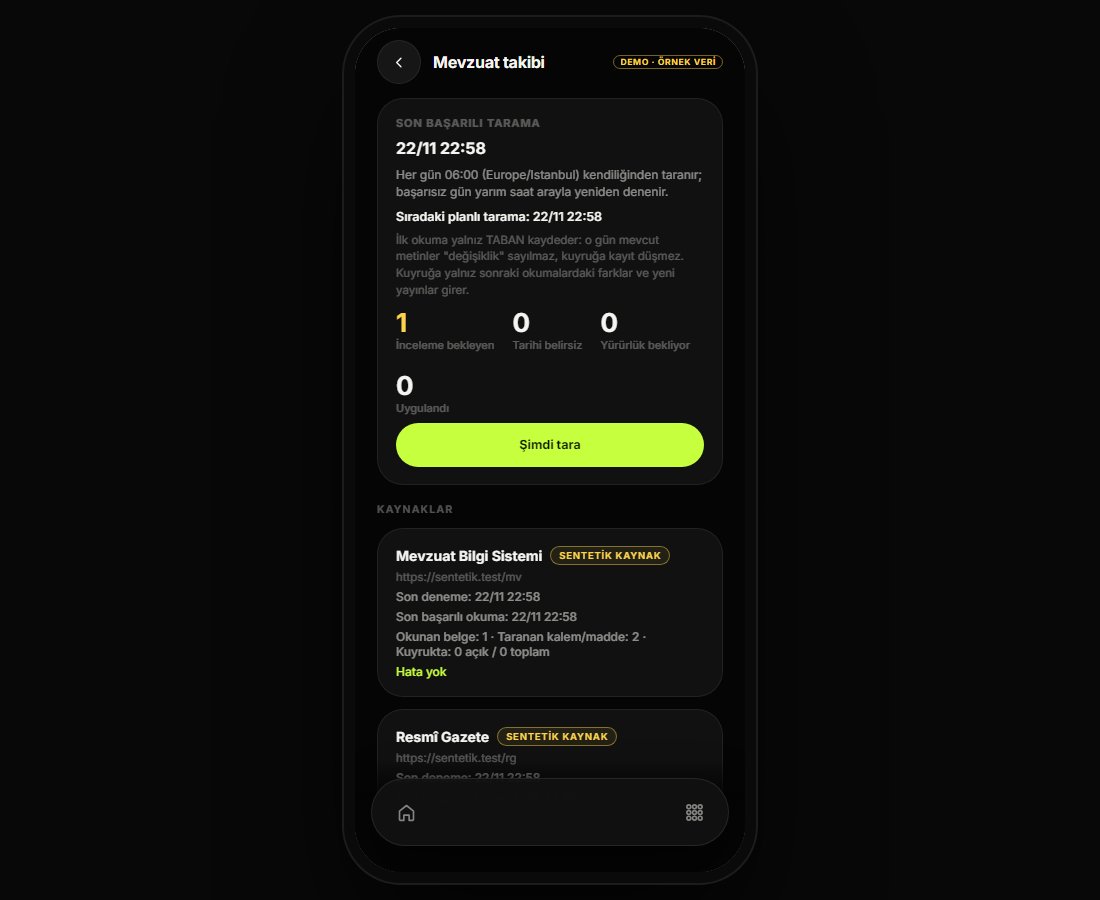 Mevzuat takibi
DEMO · ÖRNEK VERİ
SON BAŞARILI TARAMA
22/11 22:58
Her gün 06:00 (Europe/Istanbul) kendiliğinden taranır;
başarısız gün yarım saat arayla yeniden denenir.
Sıradaki planlı tarama: 22/11 22:58
İlk okuma yalnız TABAN kaydeder: o gün mevcut
metinler "değişiklik" sayılmaz, kuyruğa kayıt düşmez.
Kuyruğa yalnız sonraki okumalardaki farklar ve yeni
yayınlar girer.
1 0 0
İnceleme bekleyen Tarihi belirsiz Yürürlük bekliyor
0
Uygulandı
Şimdi tara
KAYNAKLAR
Mevzuat Bilgi Sistemi SENTETİK KAYNAK
https://sentetik.test/mv
Son deneme: 22/11 22:58
Son başarılı okuma: 22/11 22:58
Okunan belge: 1 · Taranan kalem/madde: 2 ·
Kuyrukta: 0 açık / 0 toplam
Hata yok
Resmî Gazete SENTETİK KAYNAK
https://sentetik.test/rg
Son deneme: 22/11 22:58